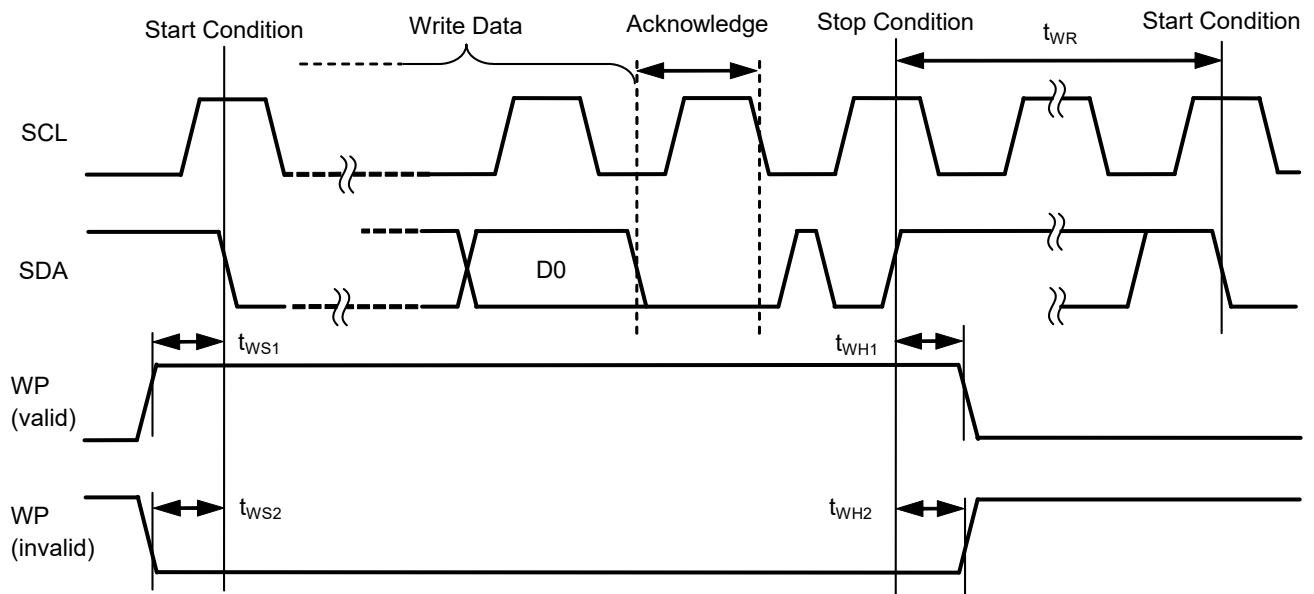 Start Condition
Write Data
Acknowledge
Stop Condition
tWR
Start Condition
SCL
SDA
D0
tWS1
tWH1
WP
(valid)
tWS2
tWH2
WP
(invalid)